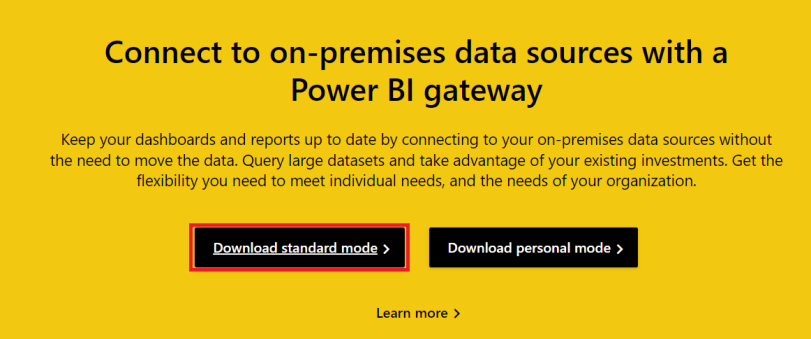 Connect to on-premises data sources with a
Power BI gateway
Keep your dashboards and reports up to date by connecting to your on-premises data sources without
the need to move the data. Query large datasets and take advantage of your existing investments. Get the
flexibility you need to meet individual needs, and the needs of your organization.
Download standard mode >
Download personal mode >
Learn more >